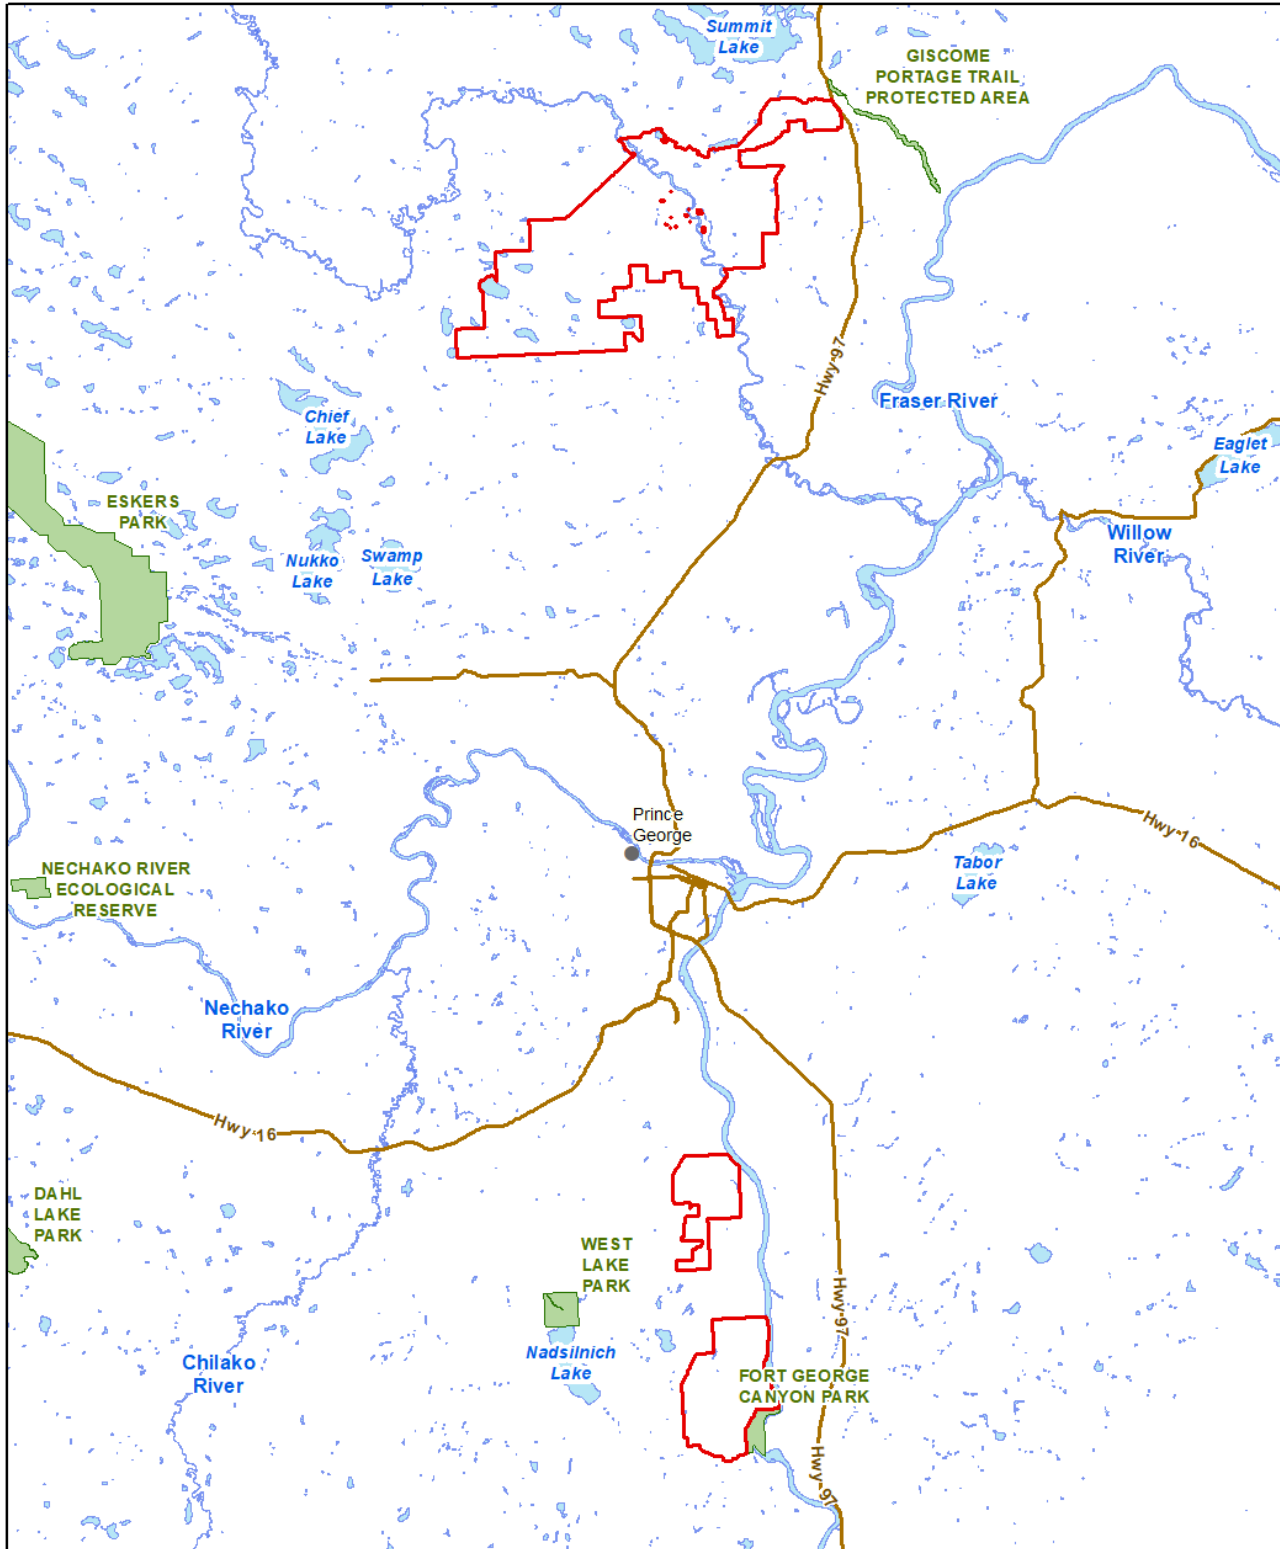 Summit
Lake
GISCOME
PORTAGE TRAIL
PROTECTED AREA
Hwy 97
Fraser River
Chief
Lake
Eaglet
Lake
ESKERS
PARK
Willow
River
Nukko
Lake
Swamp
Lake
Prince
George
Hwy 16
Tabor
Lake
NECHAKO RIVER
ECOLOGICAL
RESERVE
Nechako
River
Hwy 16
DAHL
LAKE
PARK
WEST
LAKE
PARK
Hwy 97
Nadsilnich
Lake
Chilako
River
FORT GEORGE
CANYON PARK
Hwy 97